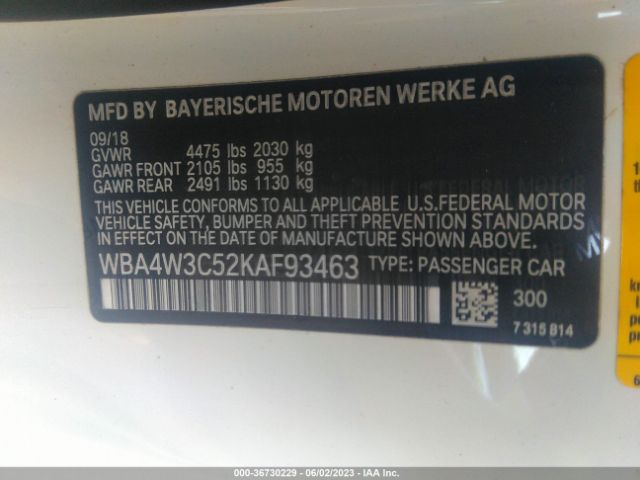 MFD BY BAYERISCHE MOTOREN WERKE AG
09/18
GVWR 4475 lbs 2030 kg
GAWR FRONT 2105 lbs 955 kg
GAWR REAR 2491 lbs 1130 kg
THIS VEHICLE CONFORMS TO ALL APPLICABLE U.S.FEDERAL MOTOR
VEHICLE SAFETY, BUMPER AND THEFT PREVENTION STANDARDS
IN EFFECT ON THE DATE OF MANUFACTURE SHOWN ABOVE.
WBA4W3C52KAF93463 TYPE: PASSENGER CAR
300
7315814
000-36730229 - 06/02/2023 - IAA Inc.